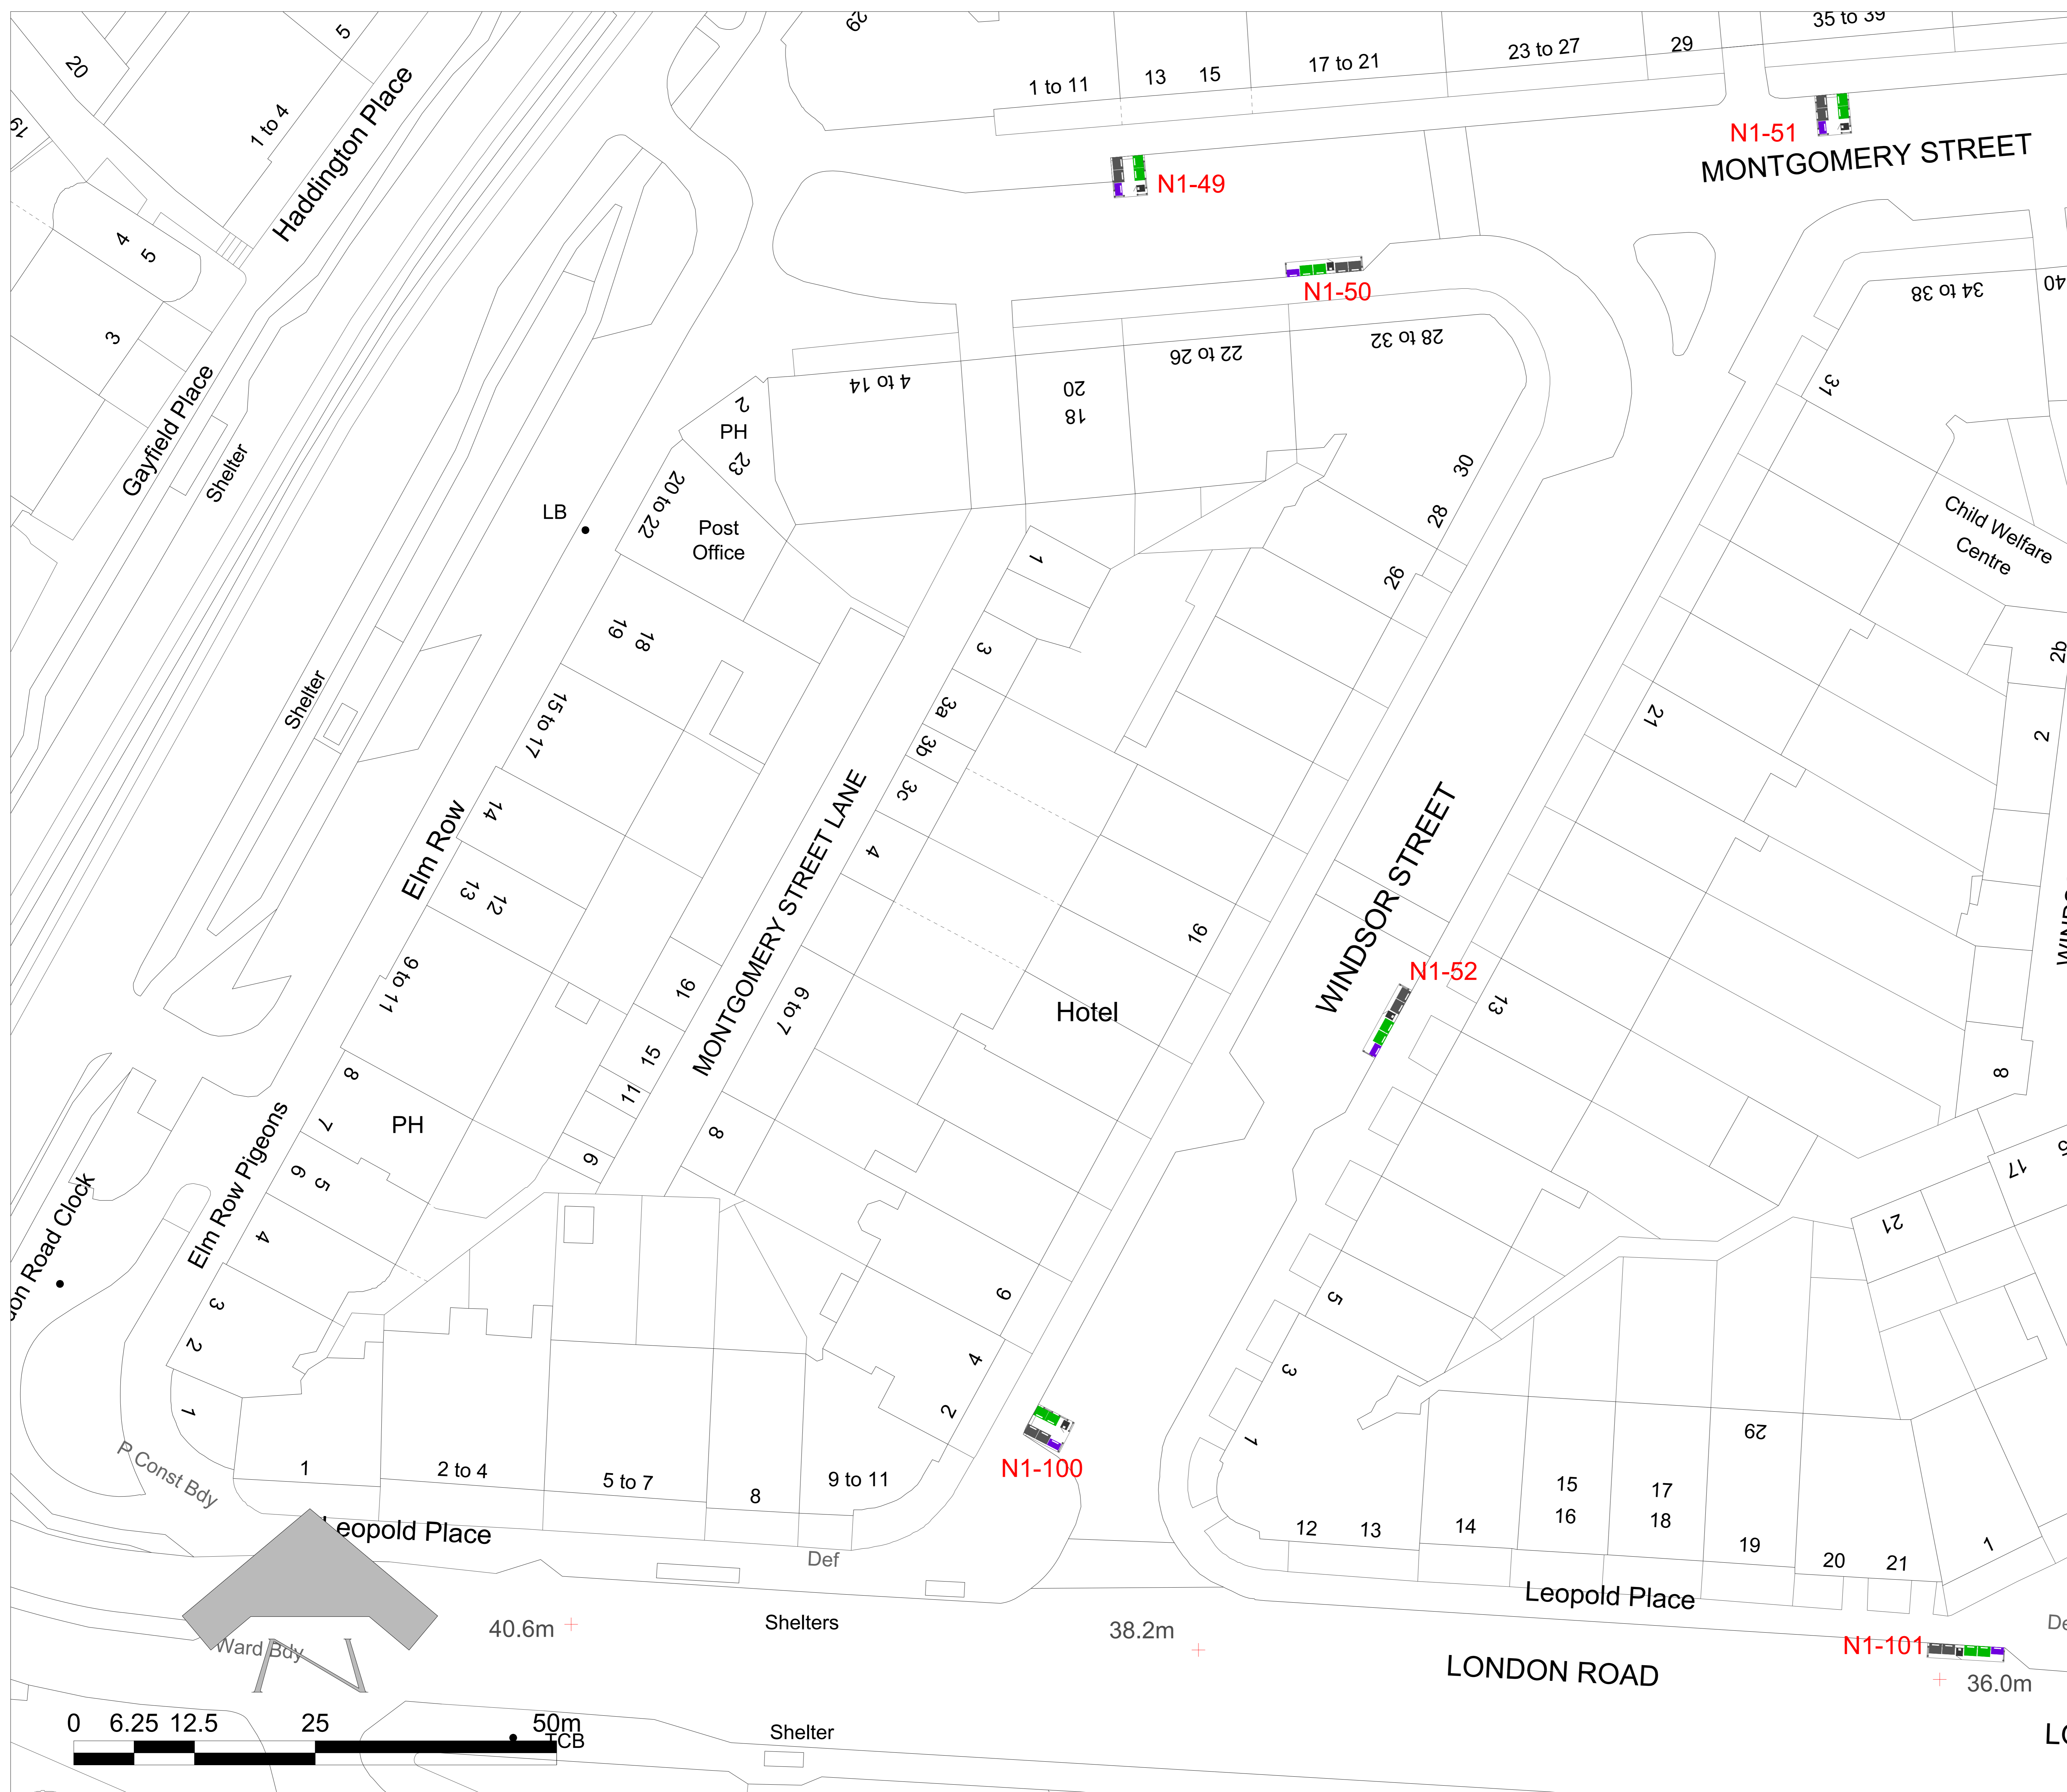 35 to 39
29
5
20
1 to 11
13
15
17 to 21
23 to 27
29
N1-51
MONTGOMERY STREET
1 to 4
Haddington Place
19
N1-49
4
5
N1-50
34 to 38
40
3
28 to 32
22 to 26
4 to 14
20
18
31
2
PH
23
Gayfield Place
Shelter
20 to 22
Post
Office
LB
30
28
26
Child Welfare
Centre
1
3
3a
3b
3c
4
19
18
15 to 17
Shelter
2b
2
21
14
Elm Row
13
12
MONTGOMERY STREET LANE
WINDSOR STREET
16
Hotel
N1-52
13
9 to 11
16
6 to 7
15
11
8
PH
7
6
5
9
8
8
17
21
Elm Row Pigeons
4
3
2
1
9
4
2
5
3
1
N1-100
P Const Bdy
1
2 to 4
5 to 7
8
9 to 11
29
12
13
14
15
16
17
18
19
20
21
1
Leopold Place
Def
Leopold Place
40.6m
Shelters
38.2m
Ward Bdy
N1-101
LONDON ROAD
36.0m
N
0 6.25 12.5 25 50m
TCB
Shelter